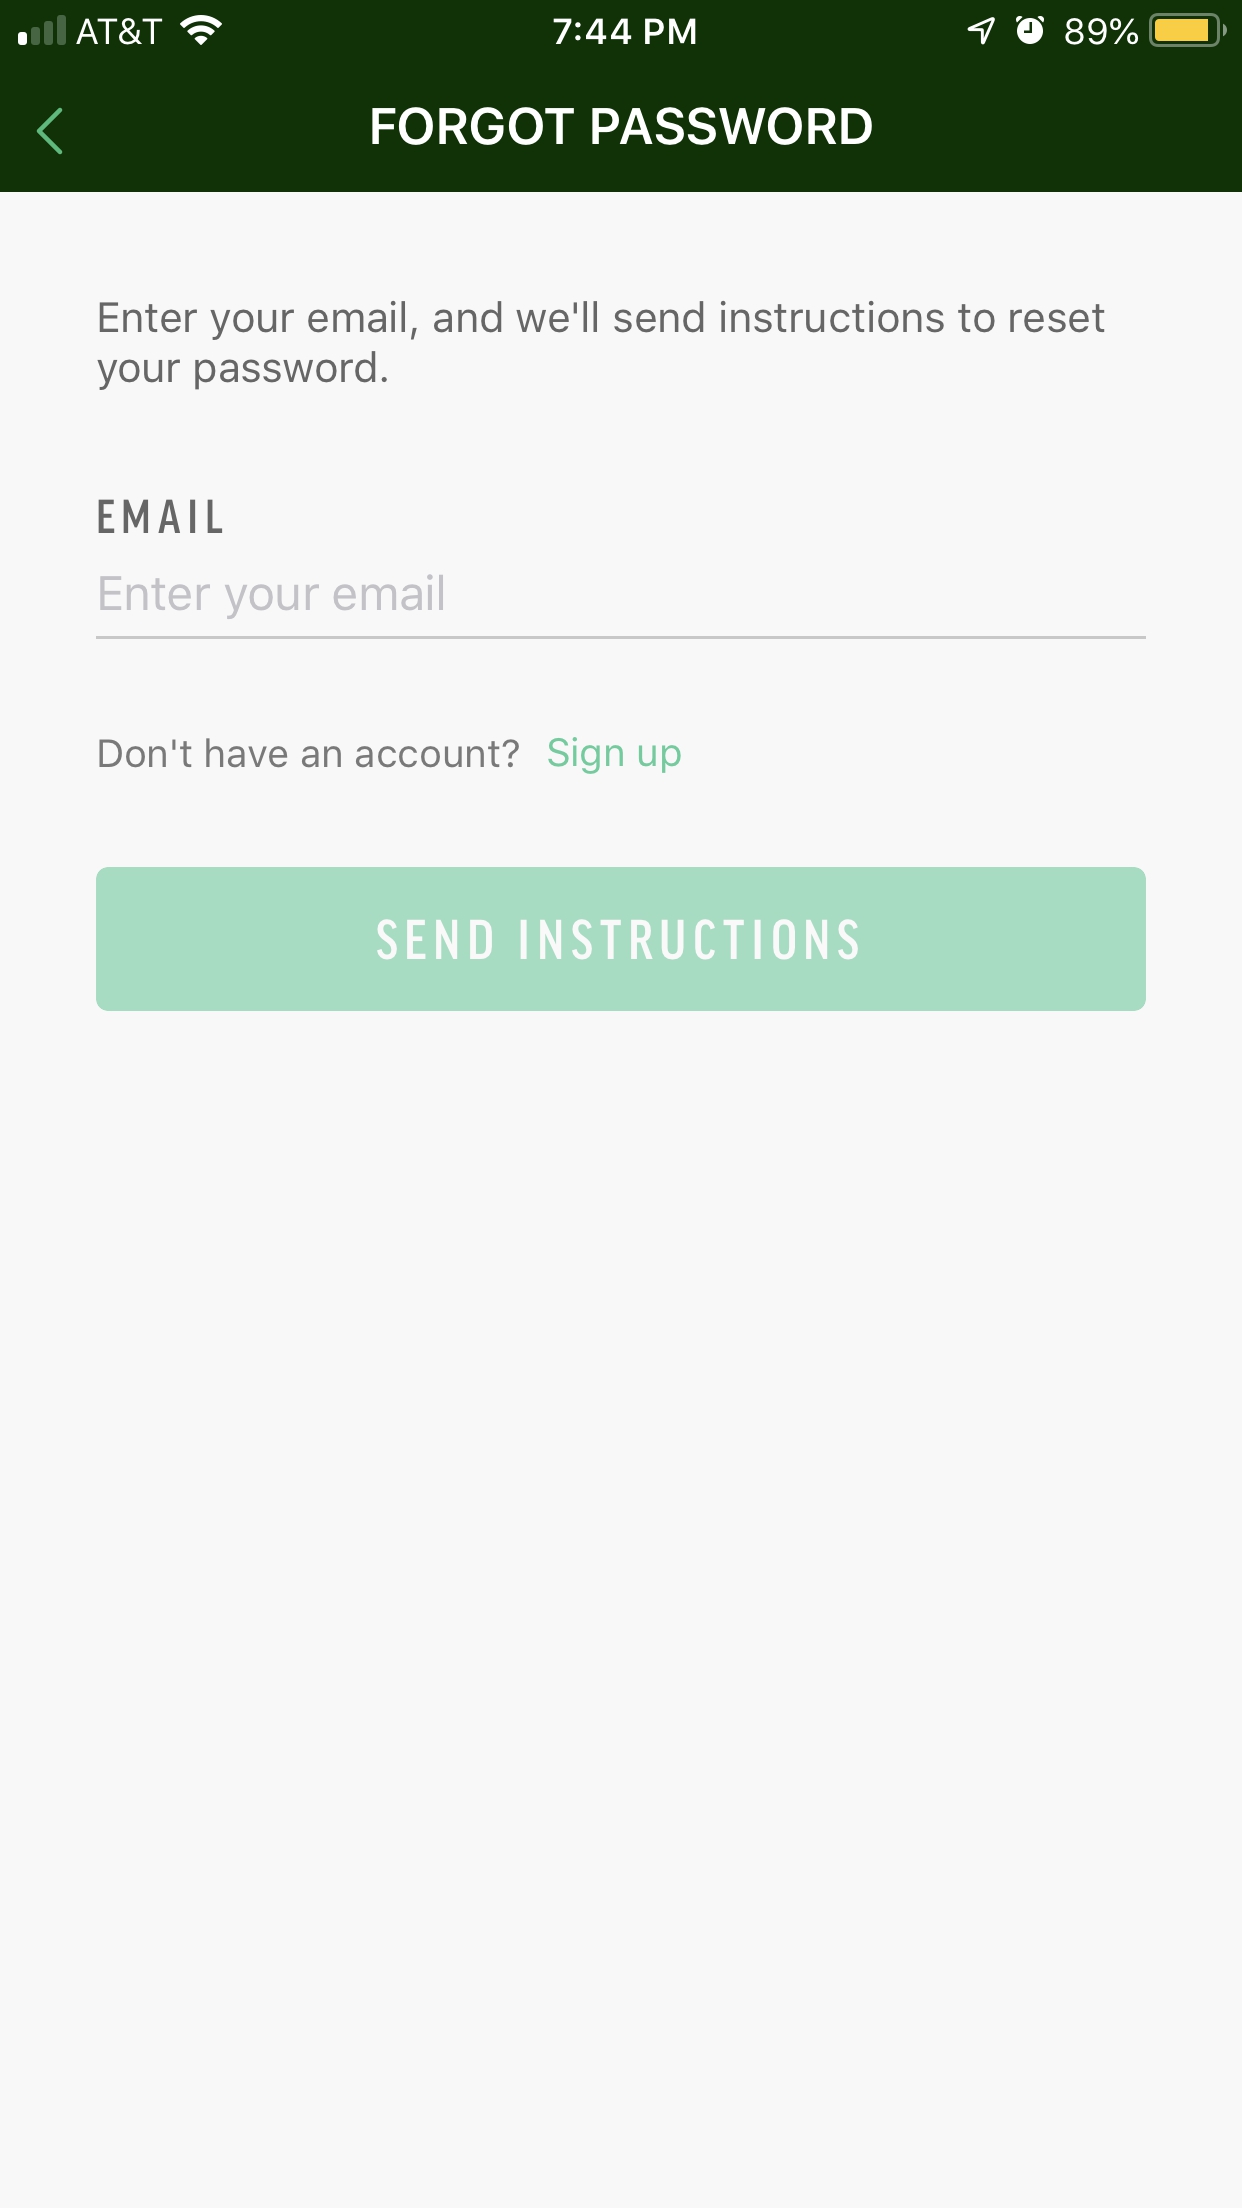 AT&T 7:44 PM 89%
FORGOT PASSWORD
Enter your email, and we'll send instructions to reset
your password.
EMAIL
Enter your email
Don't have an account? Sign up
SEND INSTRUCTIONS